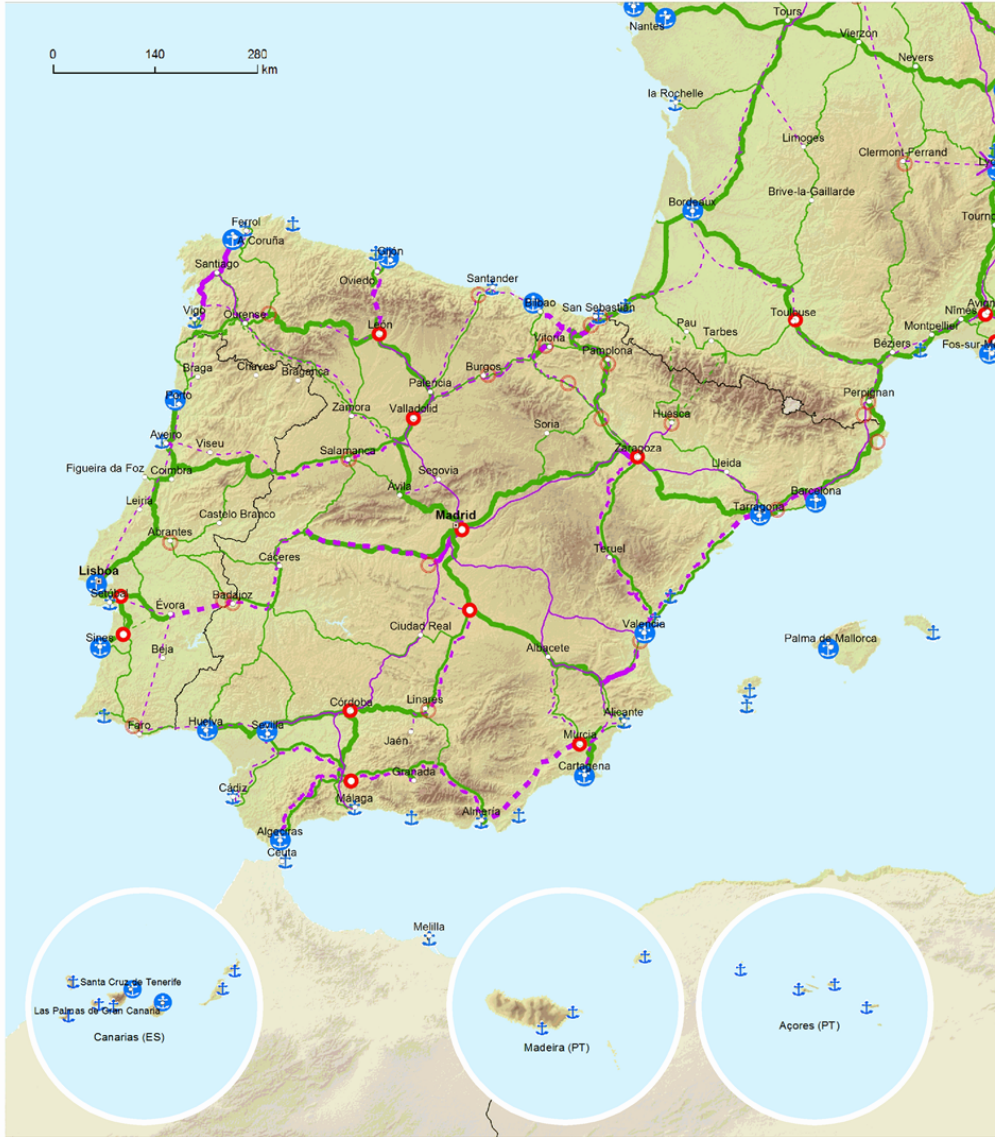 Tours
Nantes
Vierzon
0 140 280
km
Nevers
la Rochelle
Limoges
Clermont-Ferrand
Brive-la-Gaillarde
Bordeaux
Ferrol
A Coruña
Gijón
Santiago
Oviedo
Santander
Bilbao
San Sebastián
Vigo
Ourense
León
Toulouse
Avion
Nîmes
Montpellier
Pau
Tarbes
Béziers
Fos-sur-M
Vitoria
Pamplona
Burgos
Braga
Chaves
Bragança
Palencia
Perpignan
Porto
Zamora
Valladolid
Huesca
Soria
Aveiro
Viseu
Salamanca
Zaragoza
Lleida
Figueira da Foz
Coimbra
Segovia
Ávila
Barcelona
Leiria
Tarragona
Castelo Branco
Madrid
Abrantes
Cáceres
Teruel
Lisboa
Setúbal
Évora
Badajoz
Ciudad Real
Valencia
Sines
Béja
Albacete
Palma de Mallorca
Córdoba
Linares
Faro
Huelva
Sevilla
Alicante
Jaén
Murcia
Granada
Cartagena
Cádiz
Málaga
Almería
Algeciras
Ceuta
Melilla
Santa Cruz de Tenerife
Las Palmas de Gran Canaria
Canarias (ES)
Madeira (PT)
Açores (PT)